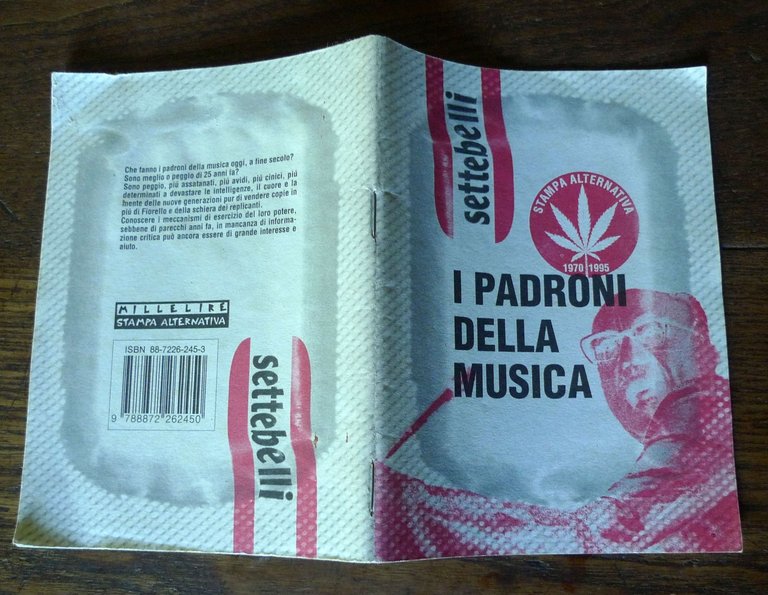 Che fanno i padroni della musica oggi, a fine secolo?
Sono meglio o peggio di 25 anni fa?
Sono peggio, più assatanati, più avidi, più cinici, più
determinati a devastare le intelligenze, il cuore e la
mente delle nuove generazioni pur di vendere copie in
più di Fiorello e della schiera dei replicanti.
Conoscere i meccanismi di esercizio del loro potere,
sebbene di parecchi anni fa, in mancanza di informa-
zione critica può ancora essere di grande interesse e
aiuto.
MILLELIRE
STAMPA ALTERNATIVA
ISBN 88-7226-245-3
9 788872 262450
settebelli
settebelli
STAMPA ALTERNATIVA
1970 1995
I PADRONI
DELLA
MUSICA